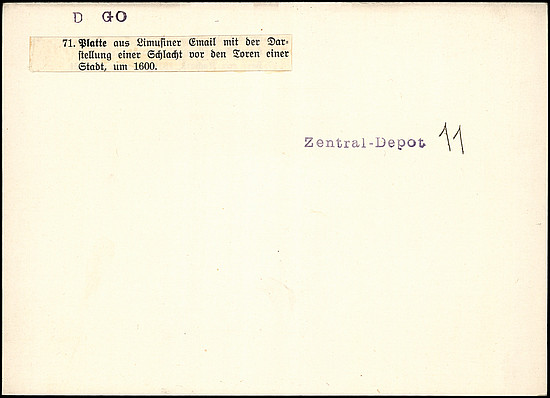 D GO
71. Platte aus Limusiner Email mit der Dar-
stellung einer Schlacht vor den Toren einer
Stadt, um 1600.
Zentral-Depot 11